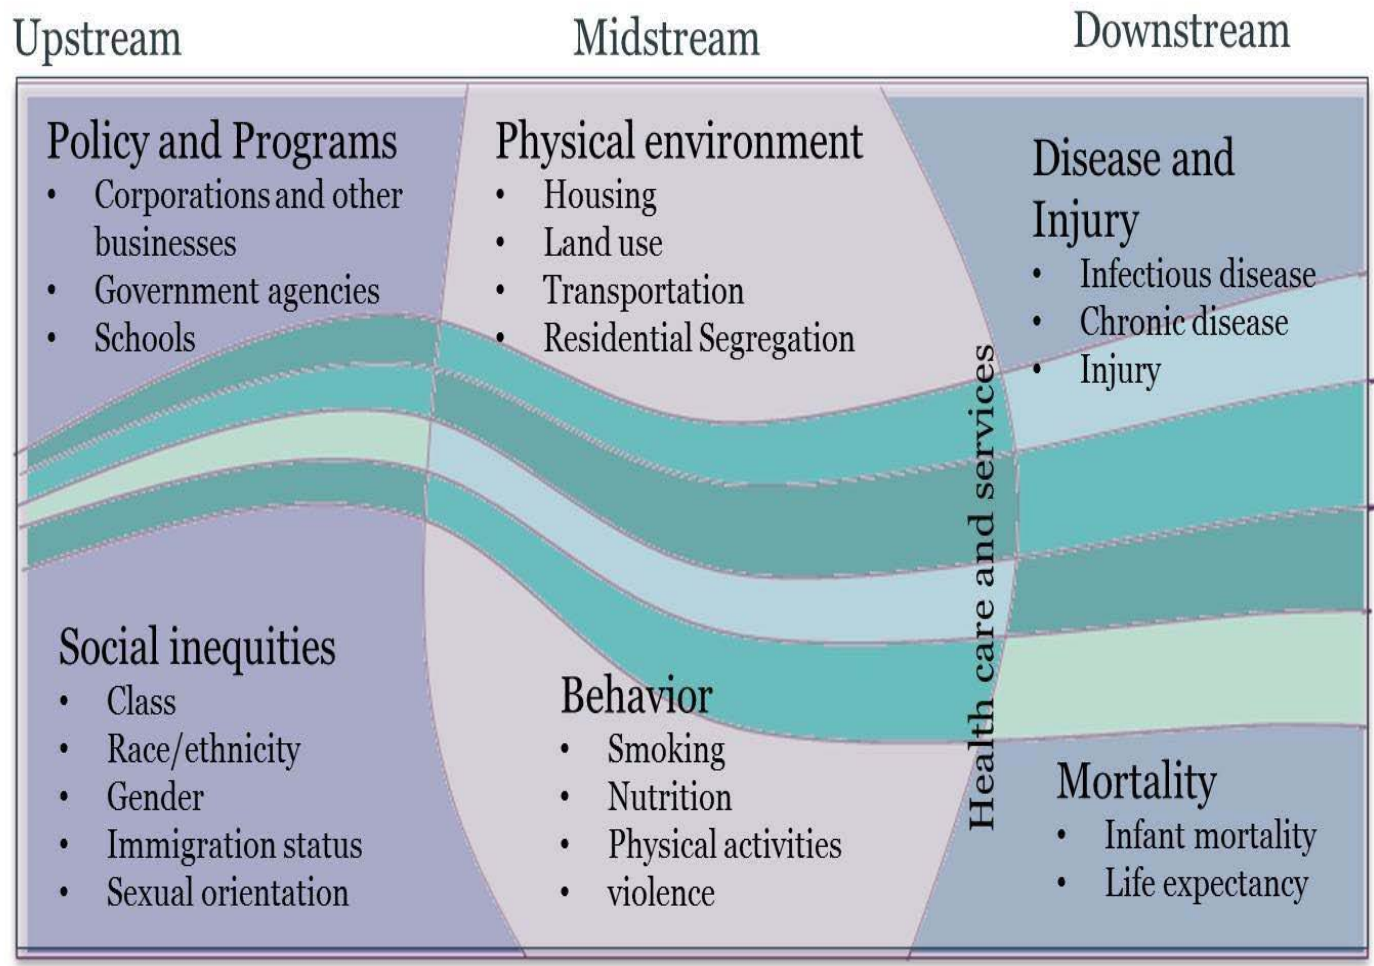 Upstream
Midstream
Downstream
Policy and Programs
• Corporations and other
businesses
• Government agencies
• Schools
Social inequities
• Class
• Race/ethnicity
• Gender
• Immigration status
• Sexual orientation
Physical environment
• Housing
• Land use
• Transportation
• Residential Segregation
Behavior
• Smoking
• Nutrition
• Physical activities
• violence
Health care and services
Disease and
Injury
• Infectious disease
• Chronic disease
• Injury
Mortality
• Infant mortality
• Life expectancy